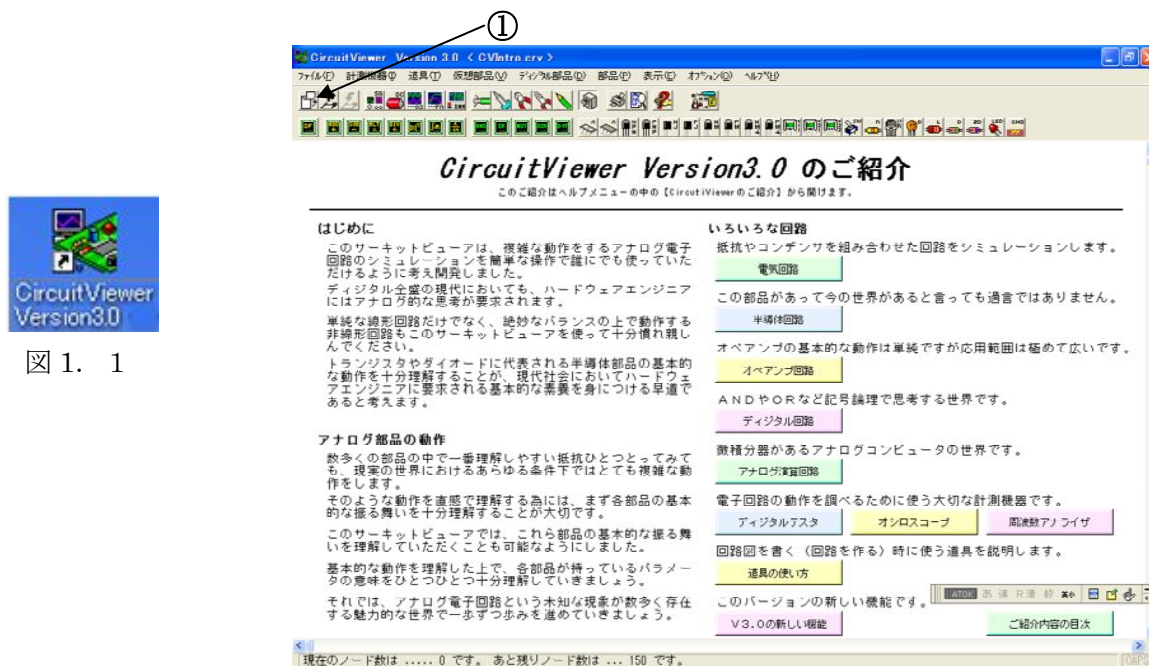 ①
CircuitViewer Version 3.0 < CVIntro.crv >
ファイル(F) 計測機器(I) 道具(T) 仮想部品(V) ディジタル部品(D) 部品(P) 表示(E) オプション(O) ヘルプ(H)
CircuitViewer Version3.0 のご紹介
このご紹介はヘルプメニューの中の【CircuitViewerのご紹介】から開けます。
CircuitViewer
Version3.0
図 1. 1
はじめに
このサーキットビューアは、複雑な動作をするアナログ電子
回路のシミュレーションを簡単な操作で誰にでも使っていた
だけるように考え開発しました。
ディジタル全盛の現代においても、ハードウェアエンジニア
にはアナログ的な思考が要求されます。
単純な線形回路だけでなく、絶妙なバランスの上で動作する
非線形回路もこのサーキットビューアを使って十分慣れ親し
んでください。
トランジスタやダイオードに代表される半導体部品の基本的
な動作を十分理解することが、現代社会においてハードウェ
アエンジニアに要求される基本的な素養を身につける早道で
あると考えます。
アナログ部品の動作
数多くの部品の中で一番理解しやすい抵抗ひとつとってみて
も、現実の世界におけるあらゆる条件下ではとても複雑な動
作をします。
そのような動作を直感で理解する為には、まず各部品の基本
的な振る舞いを十分理解することが大切です。
このサーキットビューアでは、これら部品の基本的な振る舞
いを理解していただくことも可能なようにしました。
基本的な動作を理解した上で、各部品が持っているパラメー
タの意味をひとつひとつ十分理解していきましょう。
それでは、アナログ電子回路という未知な現象が数多く存在
する魅力的な世界で一歩ずつ歩みを進めていきましょう。
いろいろな回路
抵抗やコンデンサを組み合わせた回路をシミュレーションします。
電気回路
この部品があって今の世界があると言っても過言ではありません。
半導体回路
オペアンプの基本的な動作は単純ですが応用範囲は極めて広いです。
オペアンプ回路
ANDやORなど記号論理で思考する世界です。
ディジタル回路
微積分器があるアナログコンピュータの世界です。
アナログ演算回路
電子回路の動作を調べるために使う大切な計測機器です。
ディジタルテスタ オシロスコープ 周波数アナライザ
回路図を書く(回路を作る)時に使う道具を説明します。
道具の使い方
このバージョンの新しい機能です。
V3.0の新しい機能 ご紹介内容の目次
現在のノード数は ..... 0 です。 あと残りノード数は ... 150 です。